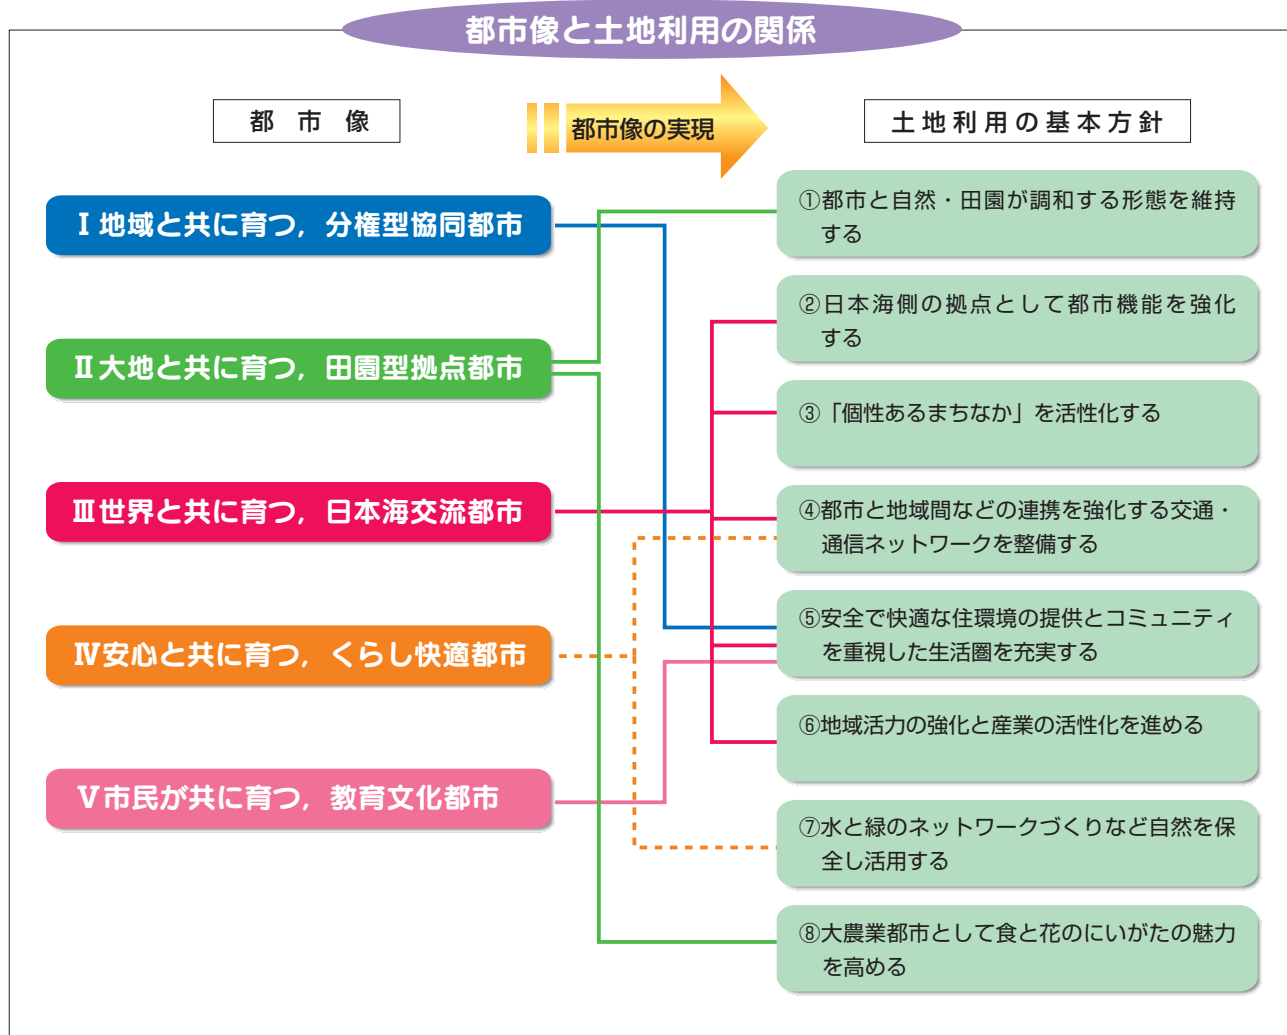 都市像と土地利用の関係
都市像
都市像の実現
土地利用の基本方針
Ⅰ地域と共に育つ，分権型協同都市
Ⅱ大地と共に育つ，田園型拠点都市
Ⅲ世界と共に育つ，日本海交流都市
Ⅳ安心と共に育つ，くらし快適都市
Ⅴ市民が共に育つ，教育文化都市
①都市と自然・田園が調和する形態を維持
する
②日本海側の拠点として都市機能を強化
する
③「個性あるまちなか」を活性化する
④都市と地域間などの連携を強化する交通・
通信ネットワークを整備する
⑤安全で快適な住環境の提供とコミュニティ
を重視した生活圏を充実する
⑥地域活力の強化と産業の活性化を進める
⑦水と緑のネットワークづくりなど自然を保
全し活用する
⑧大農業都市として食と花のにいがたの魅力
を高める